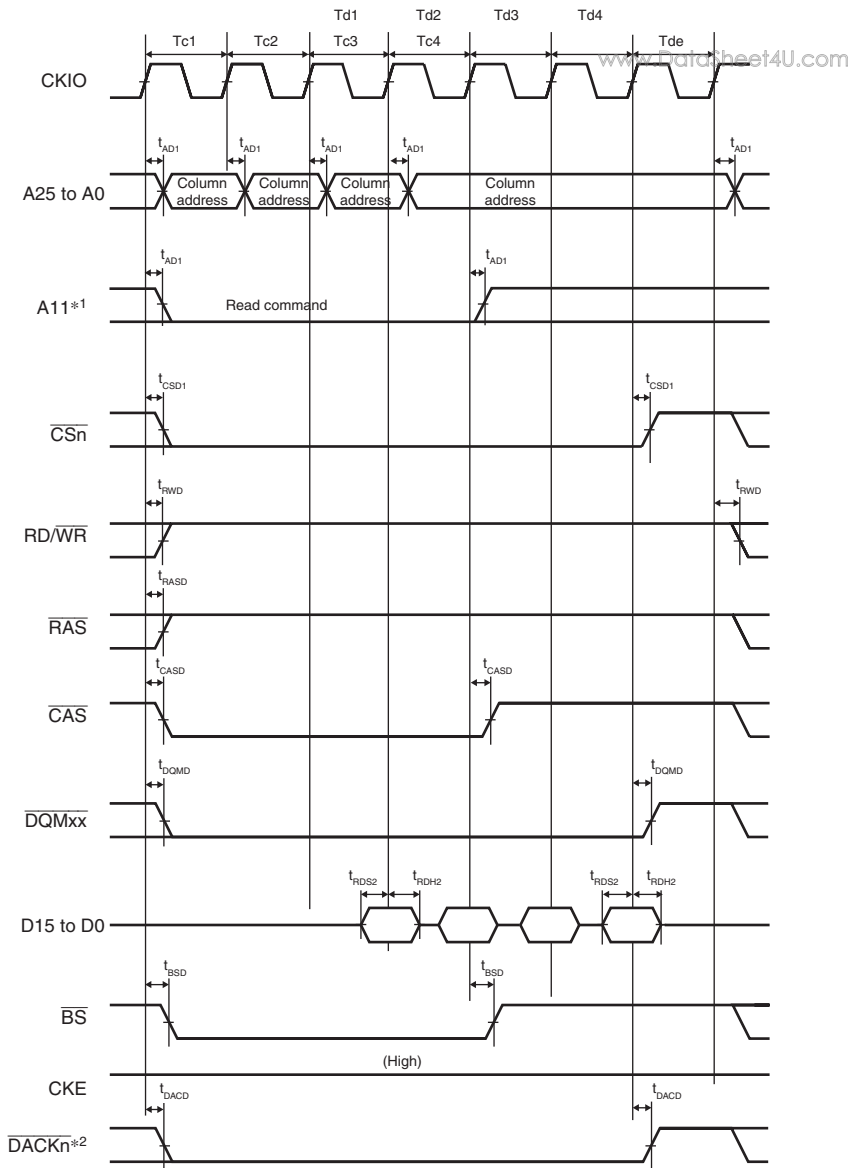 Td1 Td2 Td3 Td4
Tc1 Tc2 Tc3 Tc4 Tde
www.DataSheet4U.com
CKIO
tAD1 tAD1 tAD1 tAD1 tAD1
A25 to A0
Column address Column address Column address Column address
tAD1 tAD1
A11*1
Read command
tCSD1 tCSD1
CSn
tRWD tRWD
RD/WR
tRASD
RAS
tCASD tCASD
CAS
tDQMD tDQMD
DQMxx
tRDS2 tRDH2 tRDS2 tRDH2
D15 to D0
tBSD tBSD
BS
(High)
CKE
tDACD tDACD
DACKn*2